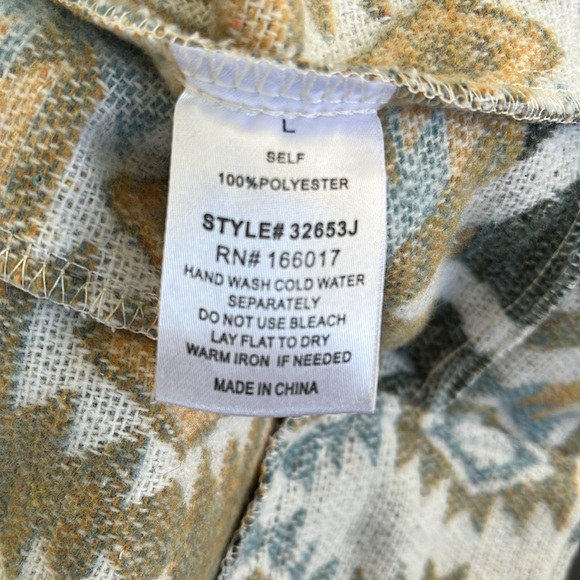 L
SELF
100%POLYESTER
STYLE# 32653J
RN# 166017
HAND WASH COLD WATER
SEPARATELY
DO NOT USE BLEACH
LAY FLAT TO DRY
WARM IRON IF NEEDED
MADE IN CHINA